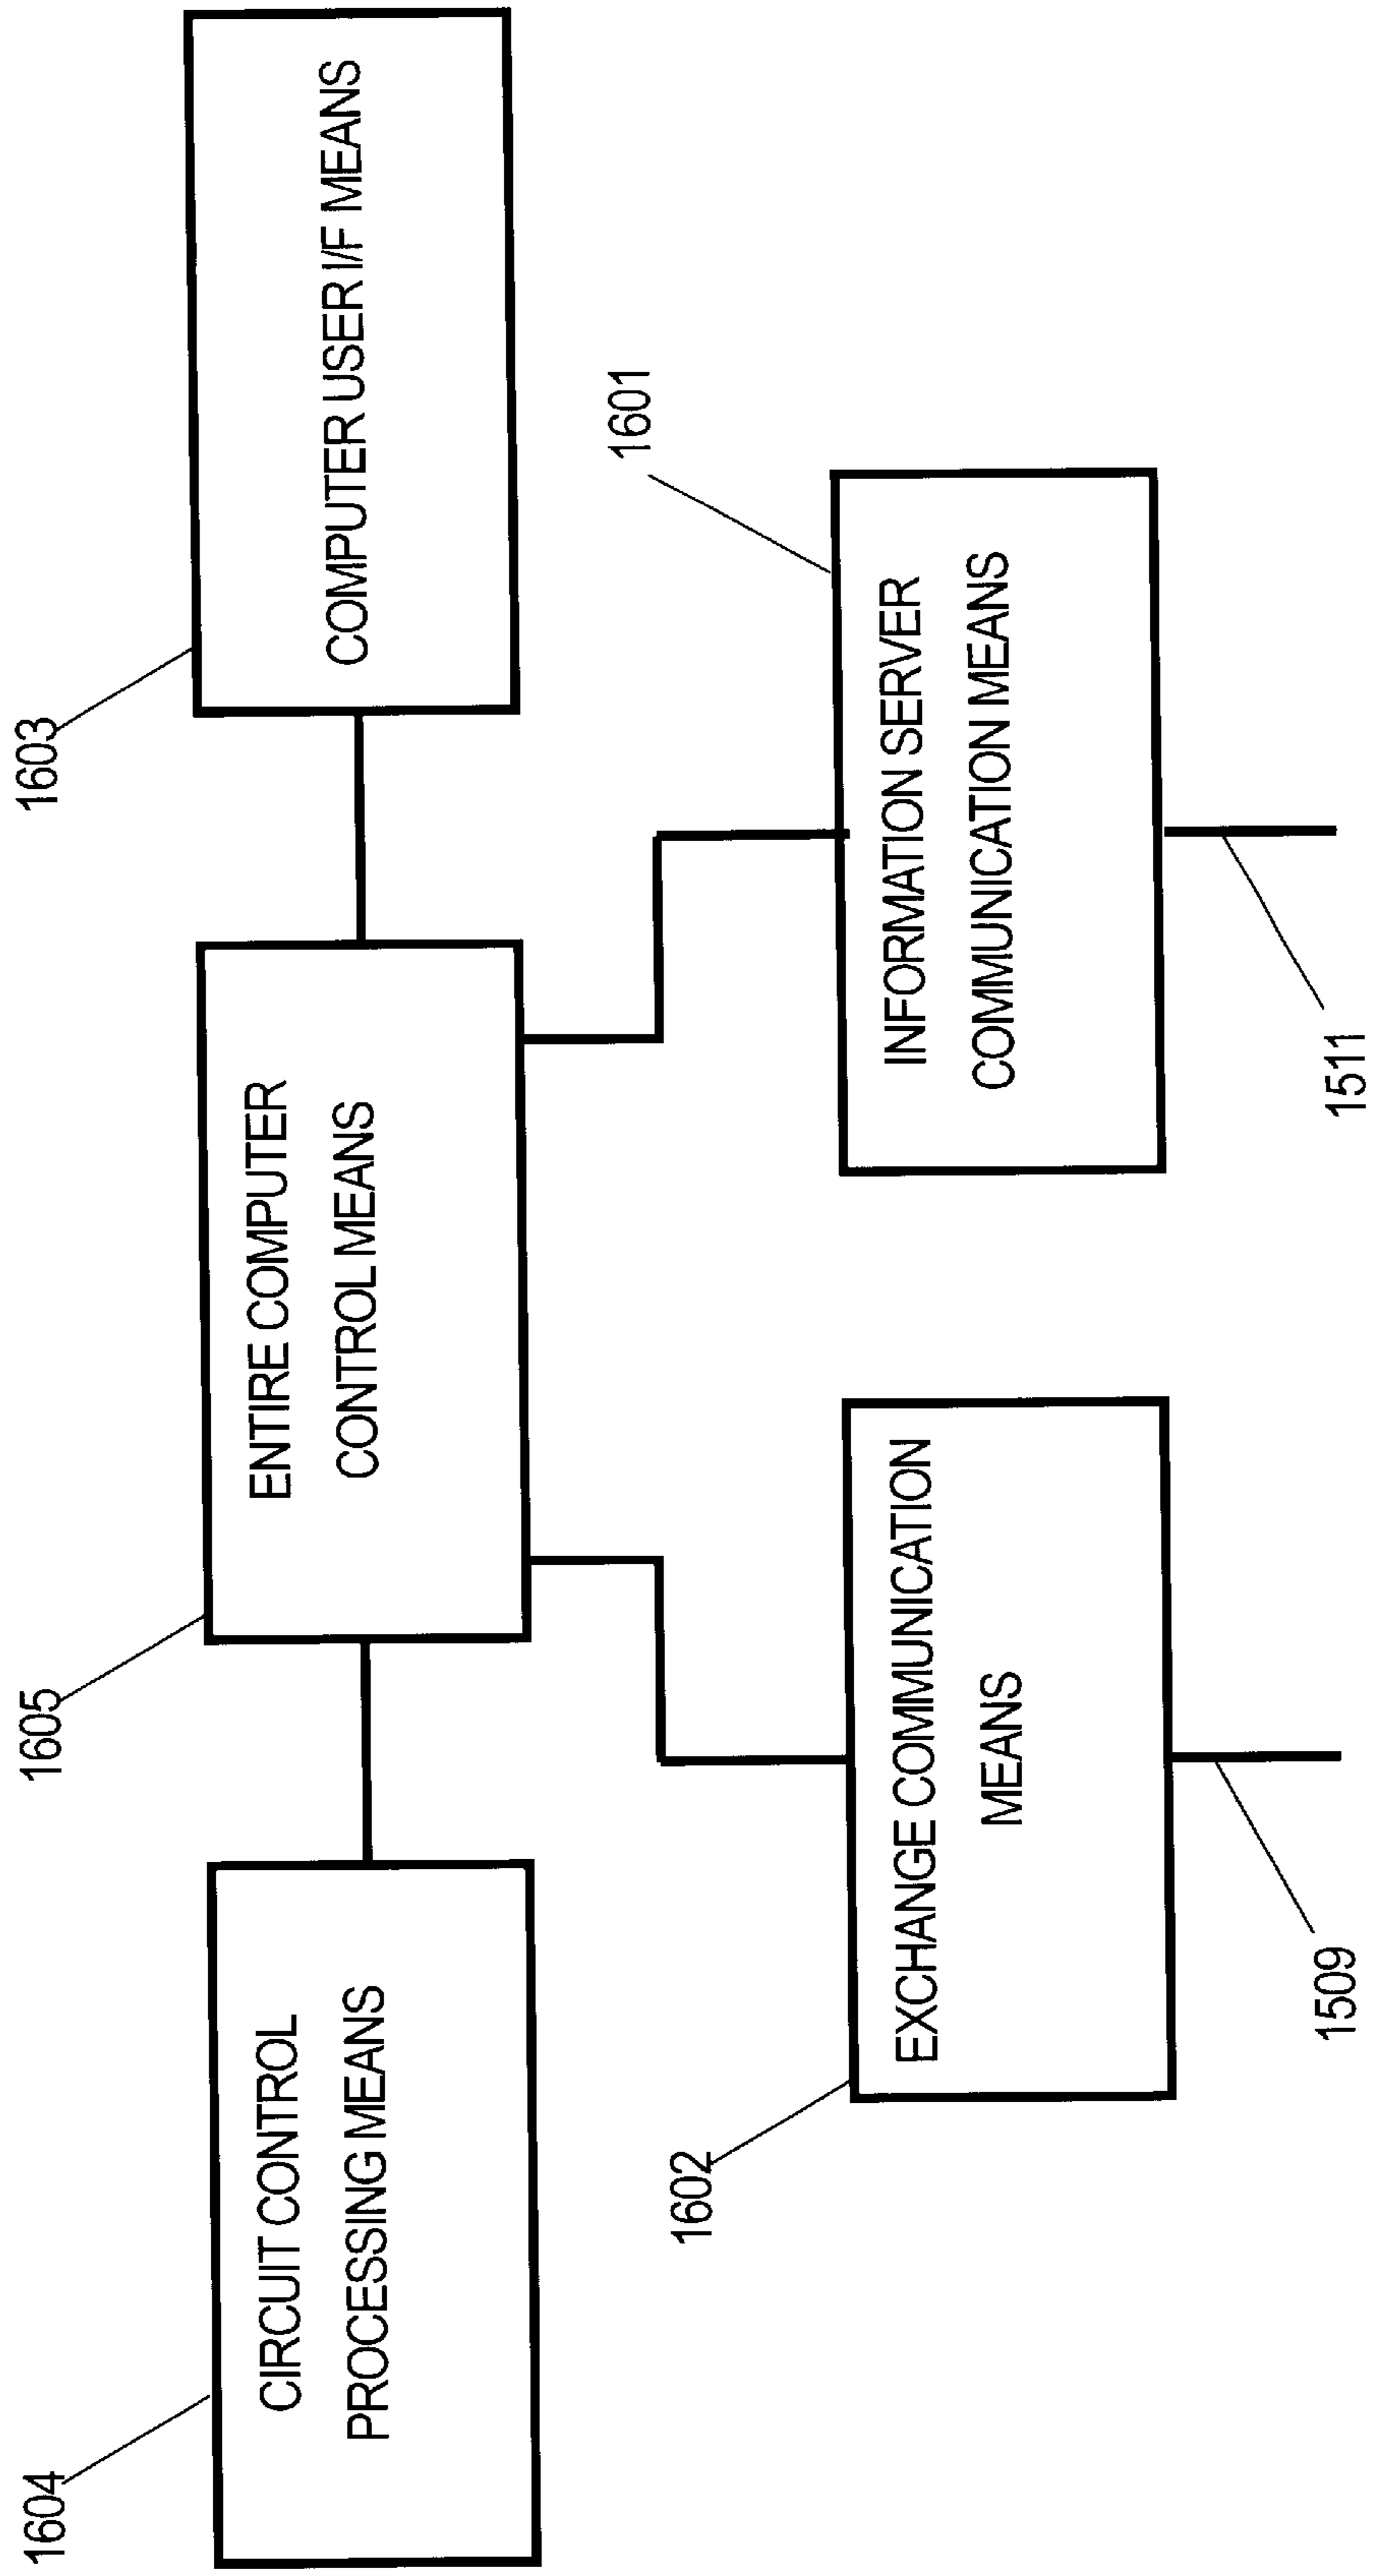 1604
CIRCUIT CONTROL
PROCESSING MEANS
1605
ENTIRE COMPUTER
CONTROL MEANS
1603
COMPUTER USER I/F MEANS
1602
EXCHANGE COMMUNICATION
MEANS
1509
1601
INFORMATION SERVER
COMMUNICATION MEANS
1511